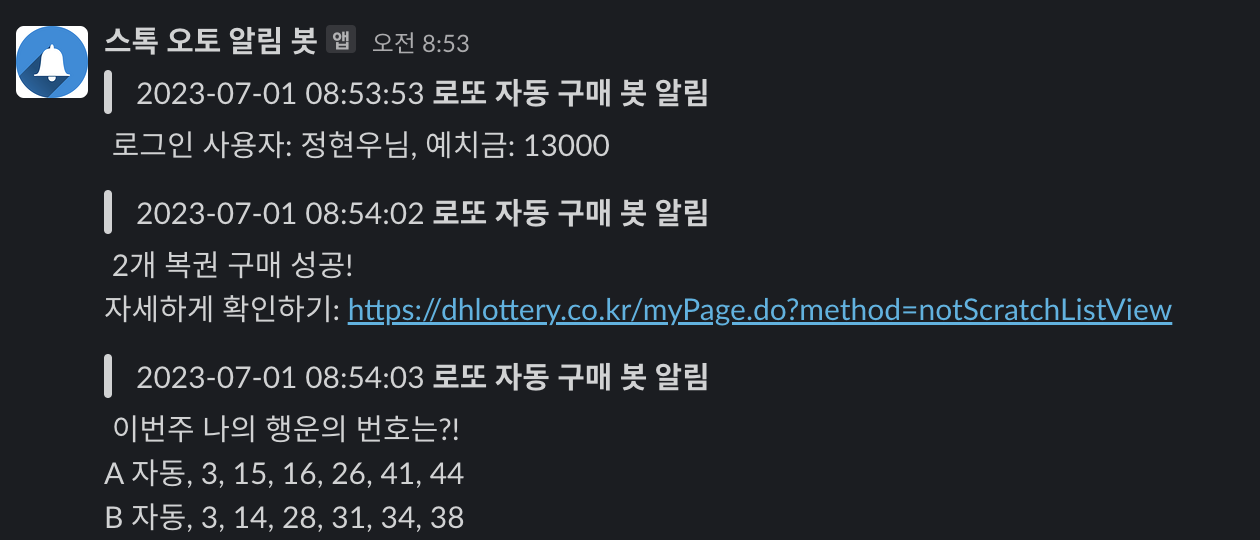 스톡 오토 알림 봇 앱 오전 8:53
2023-07-01 08:53:53 로또 자동 구매 봇 알림
로그인 사용자: 정현우님, 예치금: 13000
2023-07-01 08:54:02 로또 자동 구매 봇 알림
2개 복권 구매 성공!
자세하게 확인하기: https://dhlottery.co.kr/myPage.do?method=notScratchListView
2023-07-01 08:54:03 로또 자동 구매 봇 알림
이번주 나의 행운의 번호는?!
A 자동, 3, 15, 16, 26, 41, 44
B 자동, 3, 14, 28, 31, 34, 38